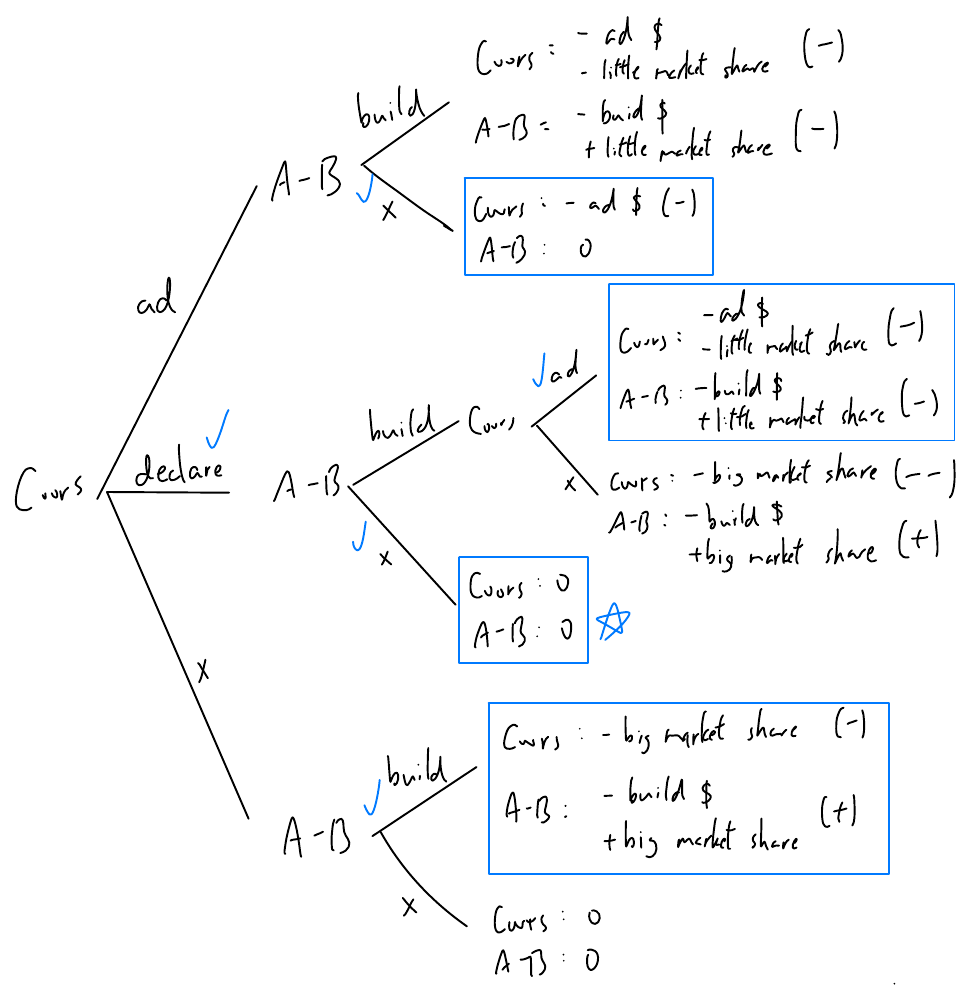 Coors : - ad $ (-)
- little market share
build
A-B = - buid $ (-)
+ little market share
A-B
x
Coors : - ad $ (-)
A-B : 0
ad
Coors : - ad $ (-)
- little market share
ad
A-B : - build $ (-)
+ little market share
build Coors
declare
Coors
A-B
x
Coors : - big market share (--)
A-B : - build $ (+)
+ big market share
x
Coors : 0
A-B : 0
x
Coors : - big market share (-)
build
A-B : - build $ (+)
+ big market share
A-B
x
Coors : 0
A-B : 0